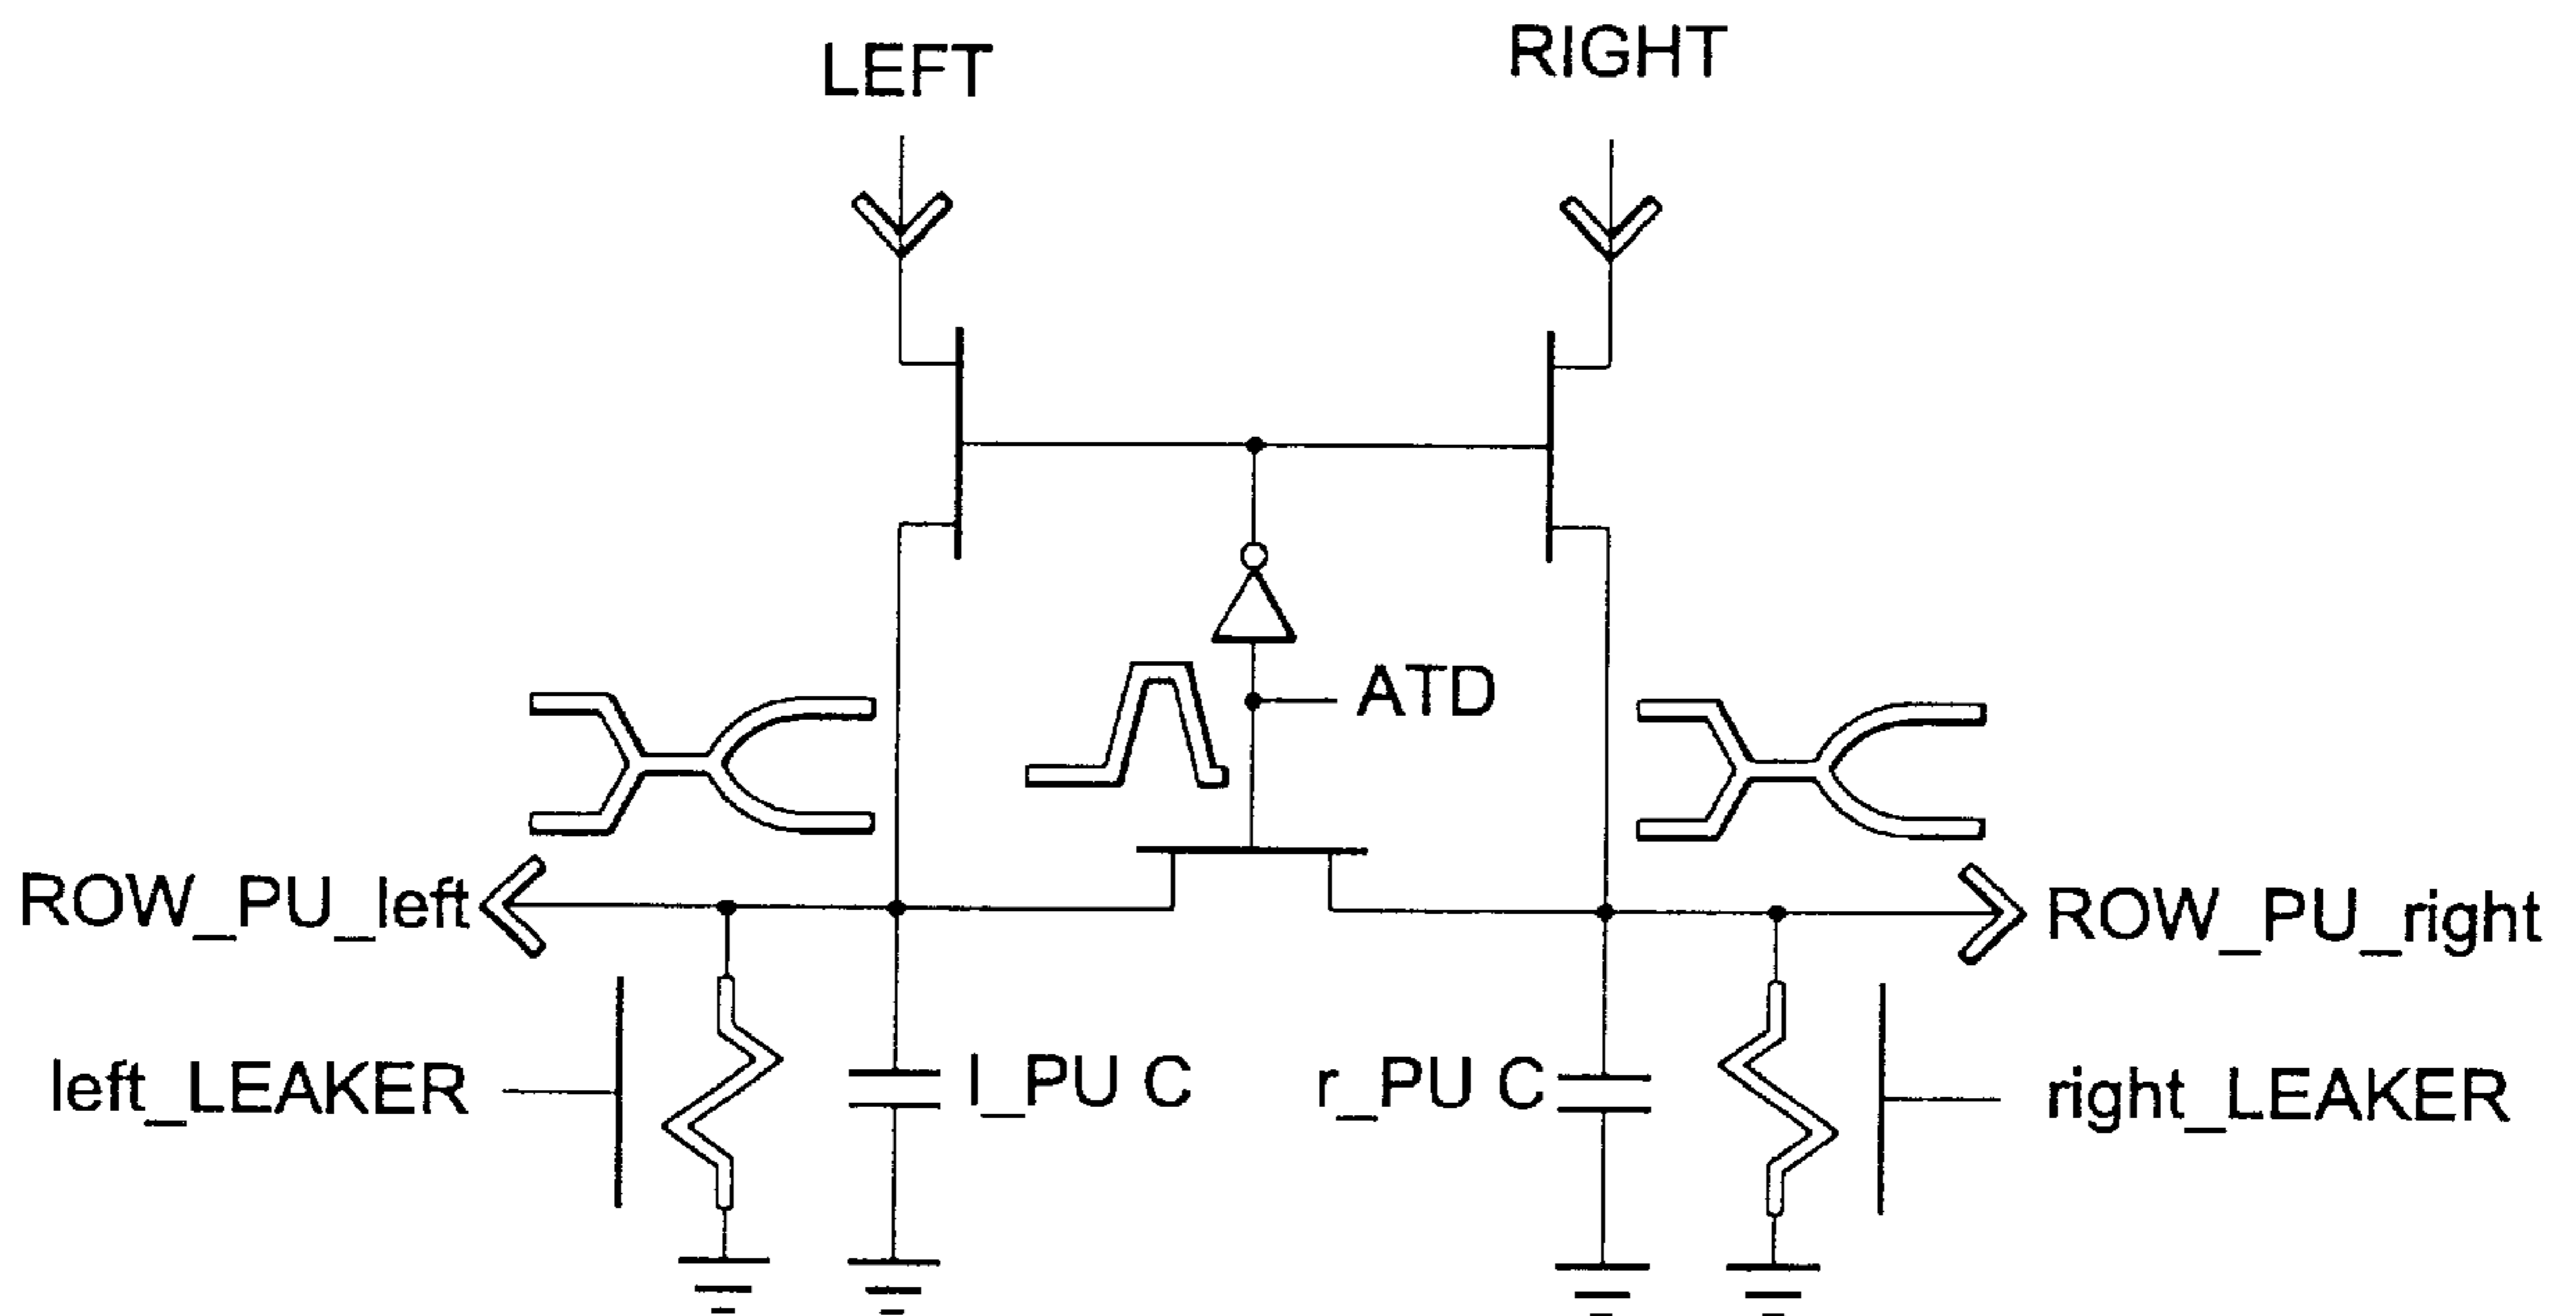 LEFT
RIGHT
ATD
ROW_PU_left
ROW_PU_right
left_LEAKER
l_PU C
r_PU C
right_LEAKER